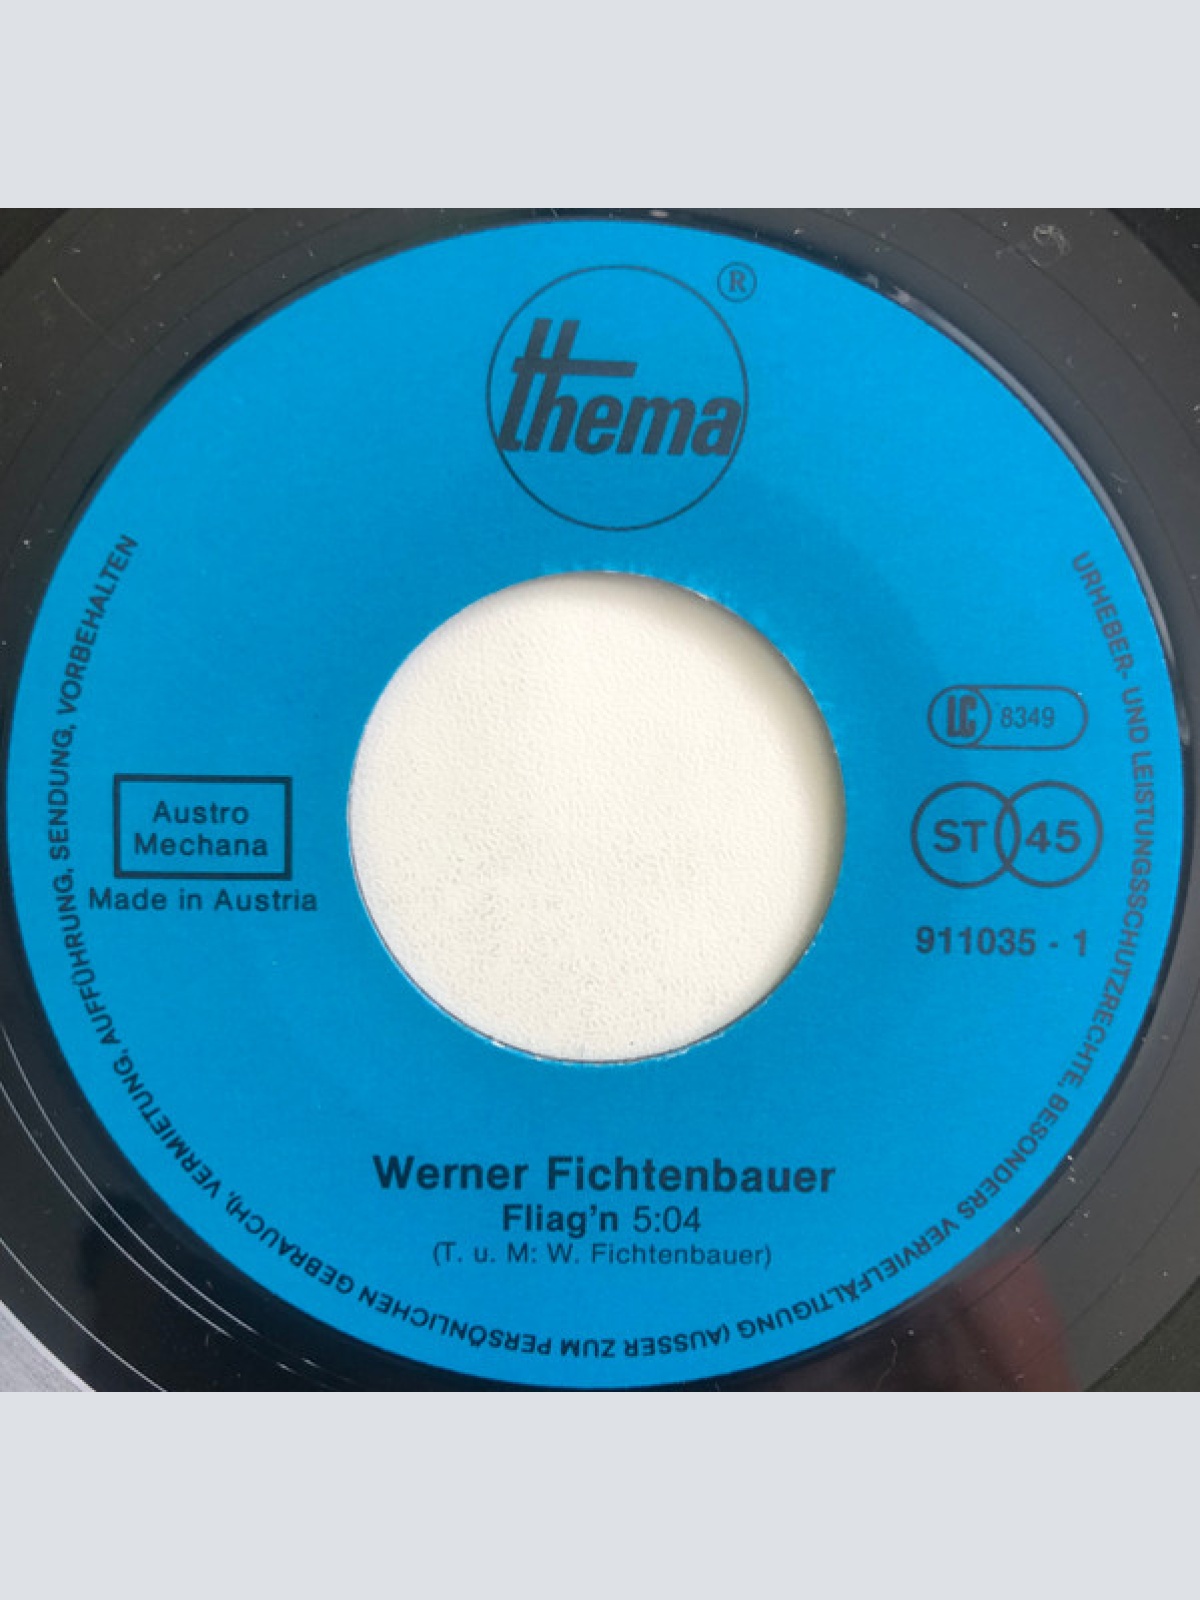 ®
thema
LC 8349
ST 45
911035 - 1
Austro
Mechana
Made in Austria
Werner Fichtenbauer
Fliag'n 5:04
(T. u. M: W. Fichtenbauer)
URHEBER- UND LEISTUNGSSCHUTZRECHTE, BESONDERS VERVIELFÄLTIGUNG (AUSSER ZUM PERSÖNLICHEN GEBRAUCH), VERMIETUNG, AUFFÜHRUNG, SENDUNG, VORBEHALTEN